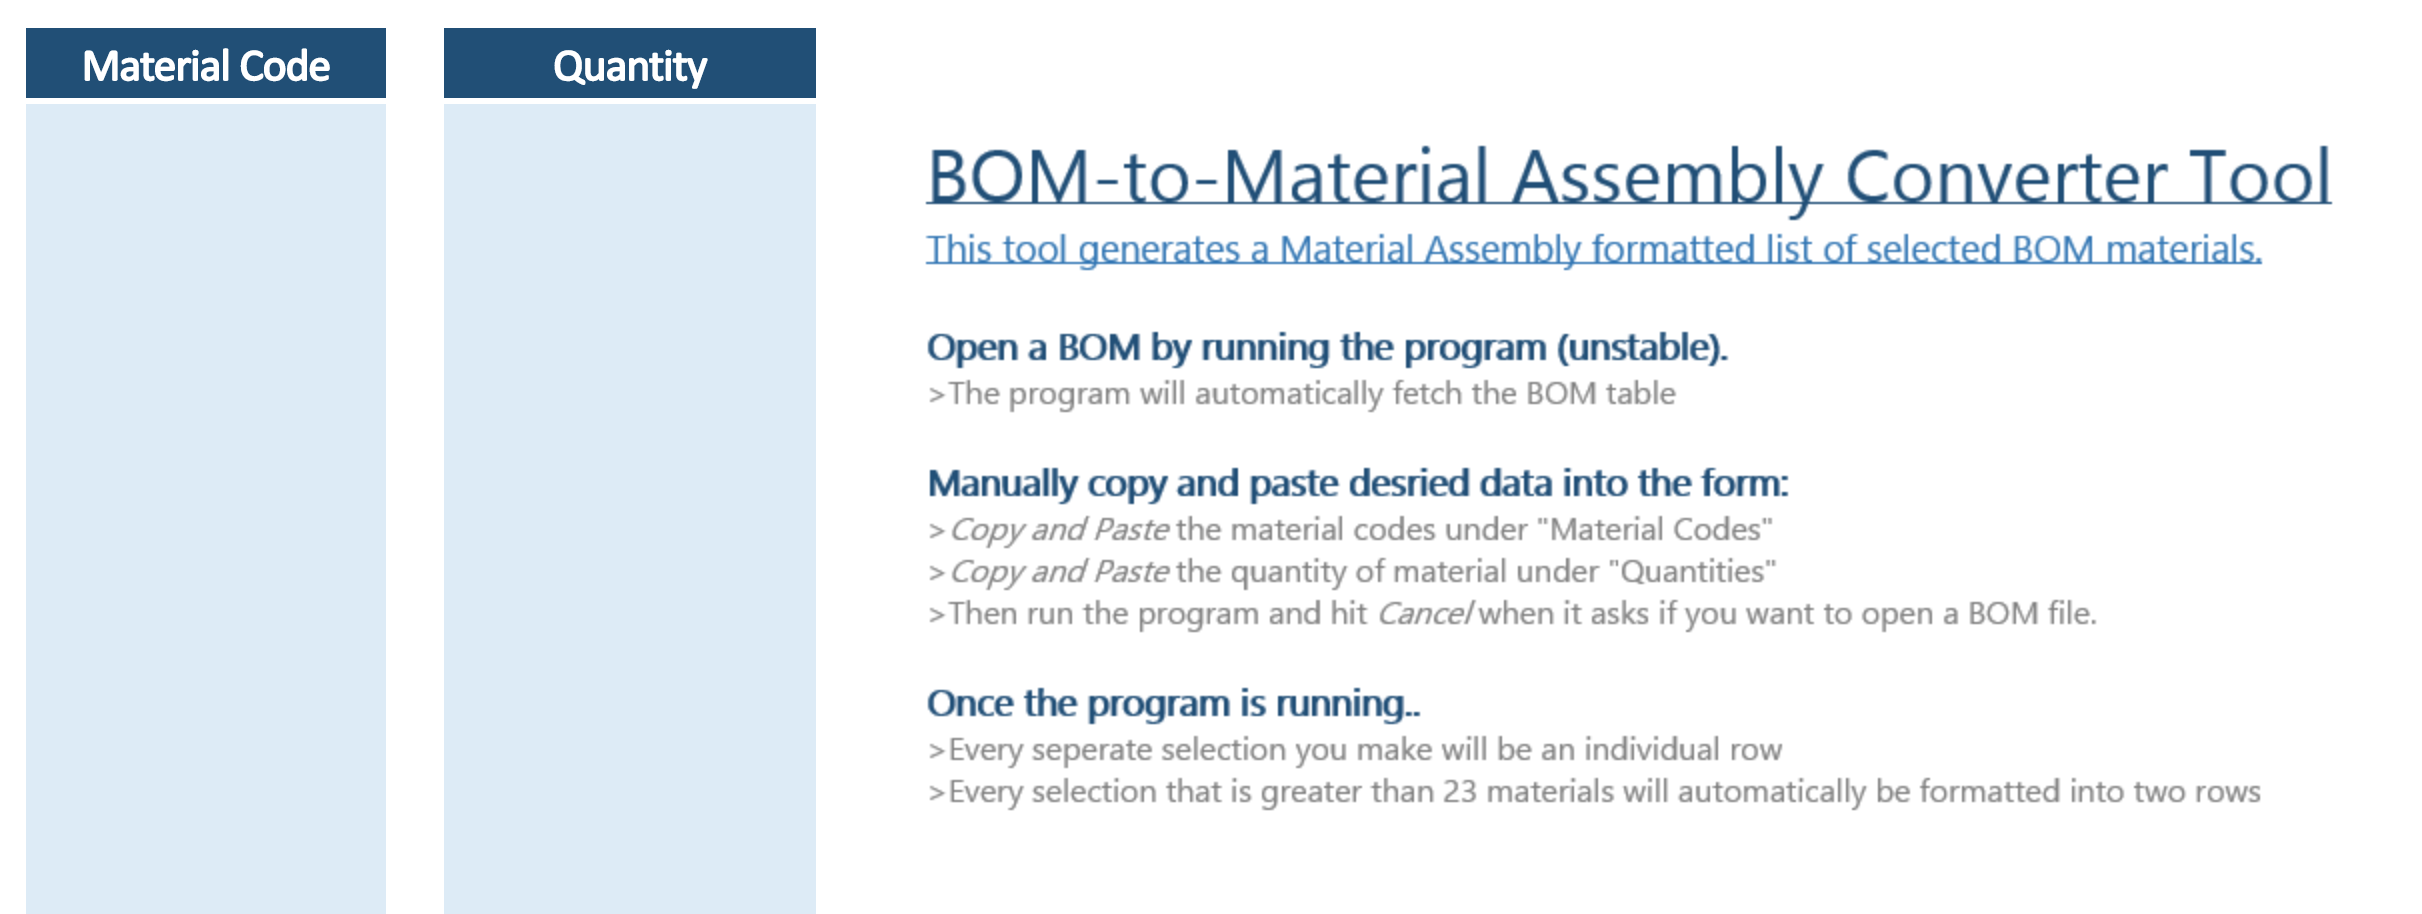 Material Code
Quantity
BOM-to-Material Assembly Converter Tool
This tool generates a Material Assembly formatted list of selected BOM materials.
Open a BOM by running the program (unstable).
>The program will automatically fetch the BOM table
Manually copy and paste desried data into the form:
>Copy and Paste the material codes under "Material Codes"
>Copy and Paste the quantity of material under "Quantities"
>Then run the program and hit Cancel when it asks if you want to open a BOM file.
Once the program is running..
>Every seperate selection you make will be an individual row
>Every selection that is greater than 23 materials will automatically be formatted into two rows